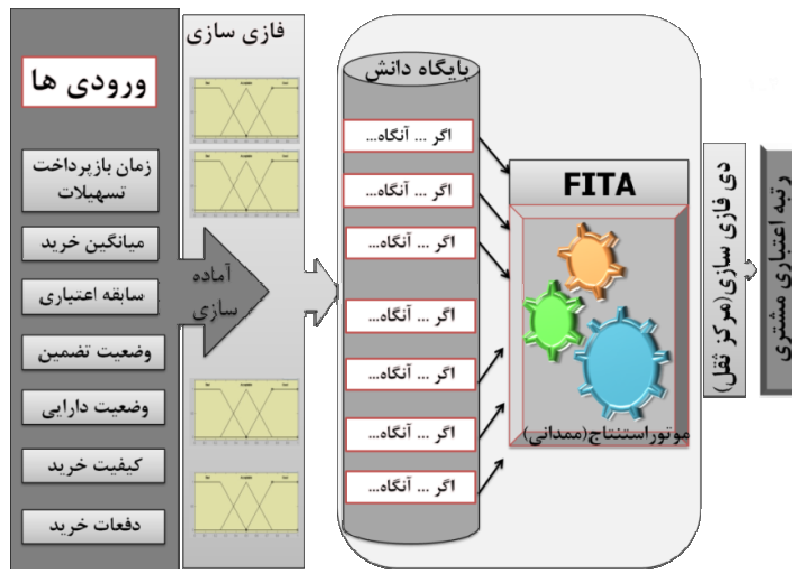 ورودی ها
زمان بازپرداخت
تسهیلات
میانگین خرید
سابقه اعتباری
وضعیت تضمین
وضعیت دارایی
کیفیت خرید
دفعات خرید
فازی سازی
آماده
سازی
پایگاه دانش
اگر ... آنگاه...
اگر ... آنگاه...
اگر ... آنگاه...
اگر ... آنگاه...
اگر ... آنگاه...
اگر ... آنگاه...
اگر ... آنگاه...
FITA
موتوراستنتاج(ممدانی)
دی فازی سازی(مرکز ثقل)
رتبه اعتباری مشتری